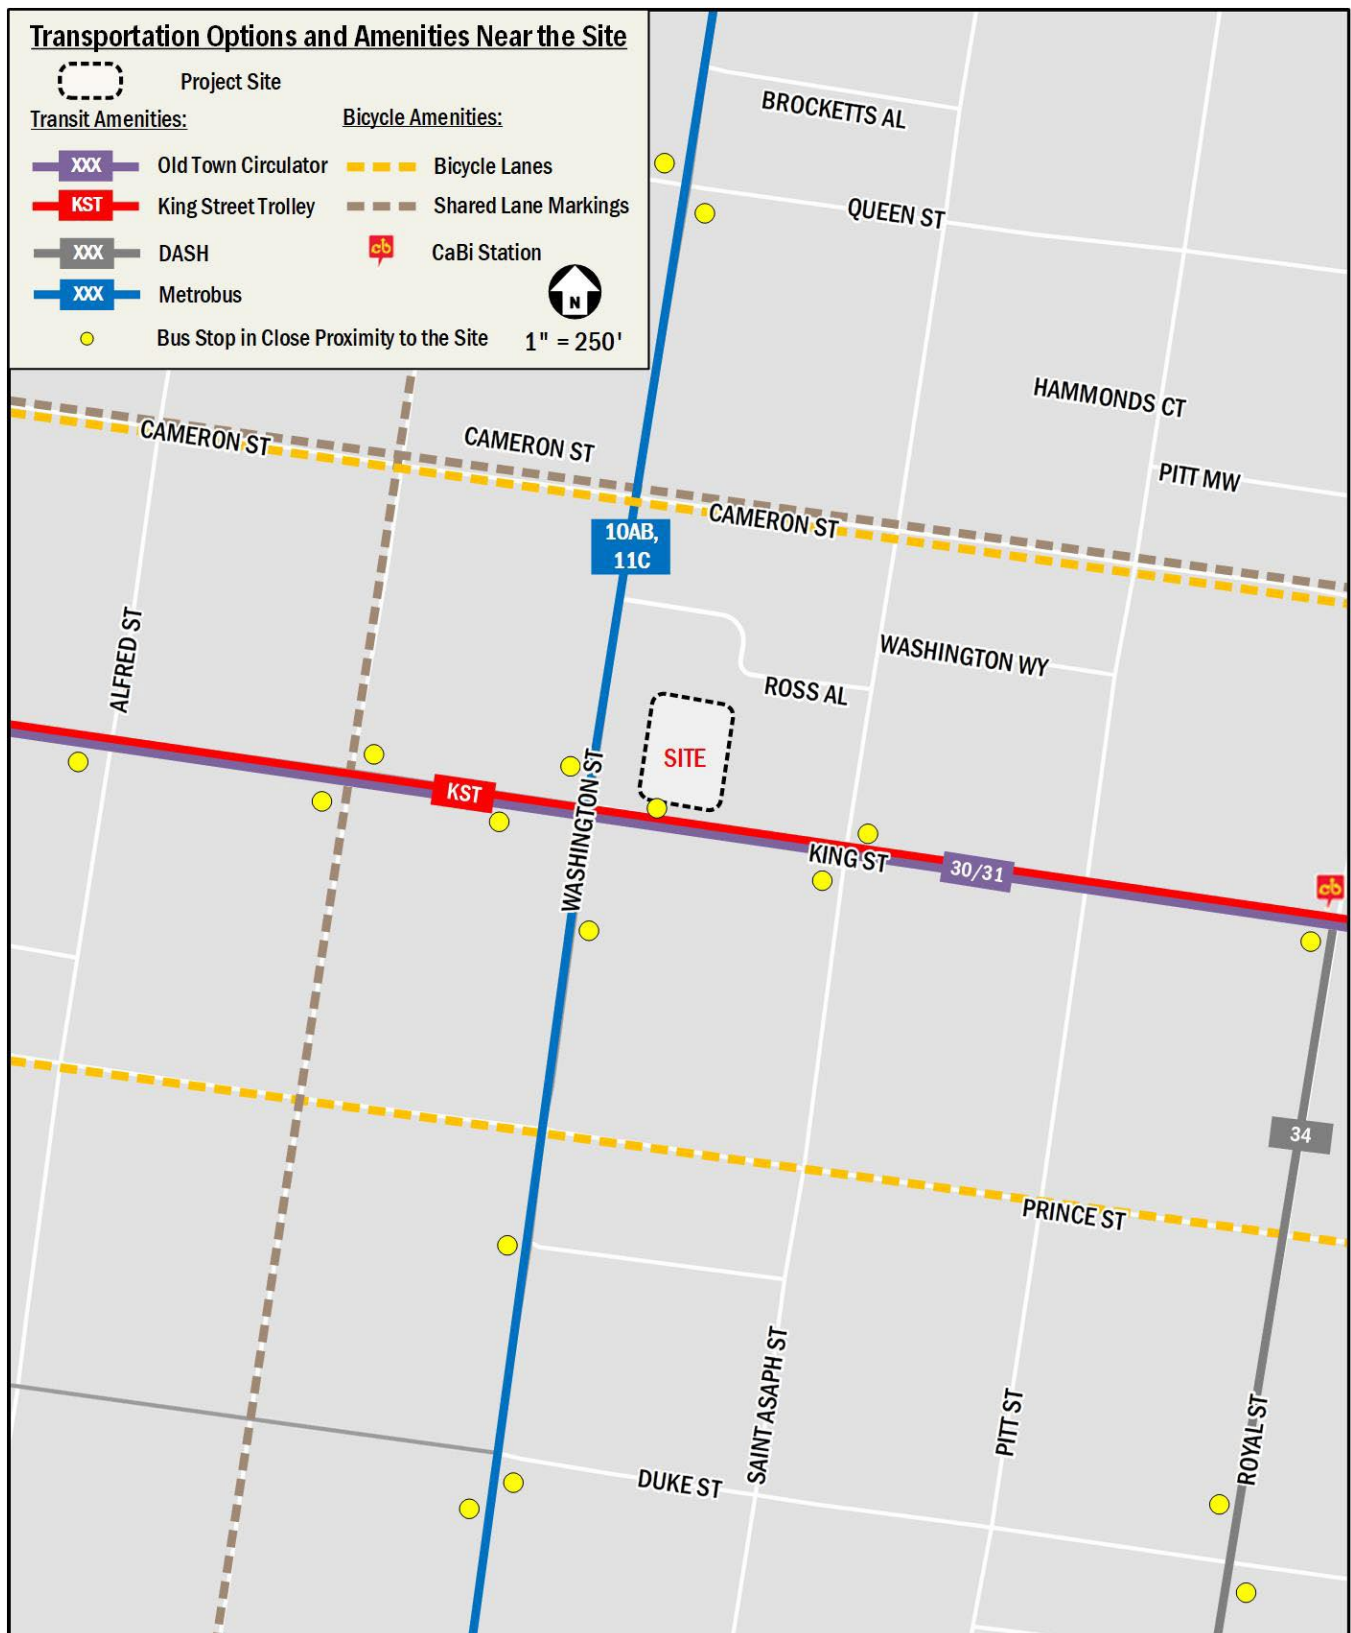 Transportation Options and Amenities Near the Site
Project Site
Transit Amenities:
Bicycle Amenities:
XXX Old Town Circulator
Bicycle Lanes
KST King Street Trolley
Shared Lane Markings
XXX DASH
cb CaBi Station
XXX Metrobus
N
Bus Stop in Close Proximity to the Site
1" = 250'
BROCKETTS AL
QUEEN ST
HAMMONDS CT
CAMERON ST
CAMERON ST
PITT MW
CAMERON ST
10AB,
11C
ALFRED ST
WASHINGTON WY
ROSS AL
SITE
KST
WASHINGTON ST
KING ST
30/31
cb
34
PRINCE ST
SAINT ASAPH ST
PITT ST
ROYAL ST
DUKE ST